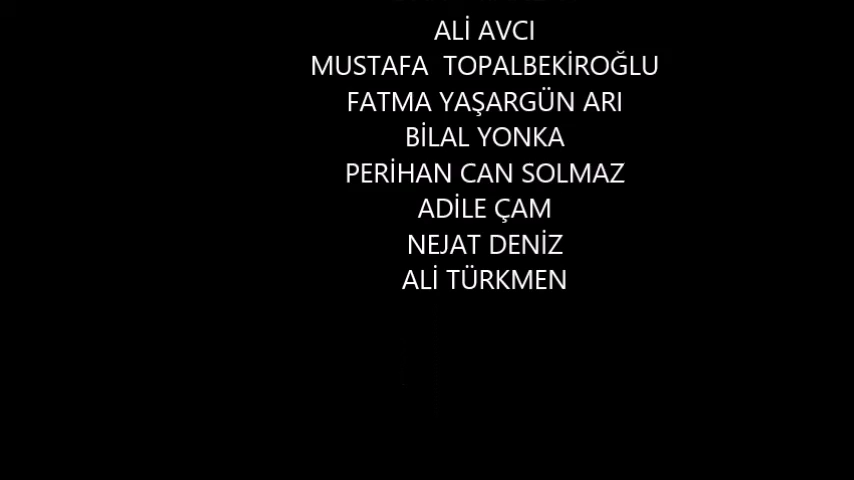 ALİ AVCI
MUSTAFA TOPALBEKİROĞLU
FATMA YAŞARGÜN ARI
BİLAL YONKA
PERİHAN CAN SOLMAZ
ADİLE ÇAM
NEJAT DENİZ
ALİ TÜRKMEN